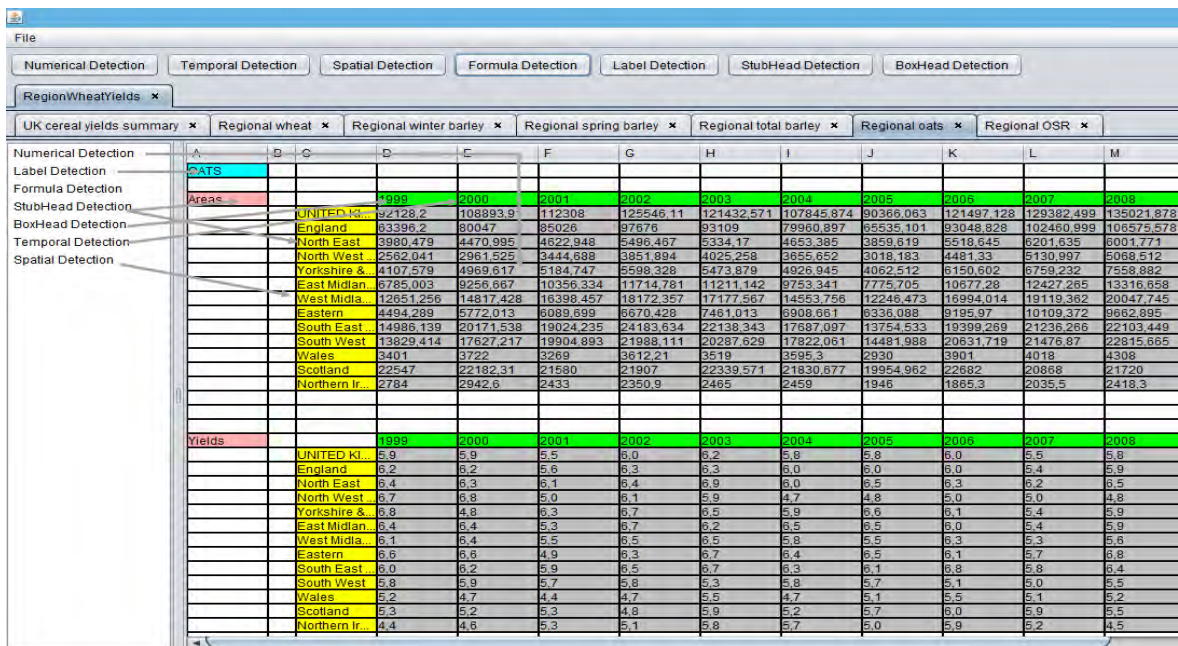 File
Numerical Detection Temporal Detection Spatial Detection Formula Detection Label Detection StubHead Detection BoxHead Detection
RegionWheatYields ×
UK cereal yields summary × Regional wheat × Regional winter barley × Regional spring barley × Regional total barley × Regional oats × Regional OSR ×
Numerical Detection
Label Detection
Formula Detection
StubHead Detection
BoxHead Detection
Temporal Detection
Spatial Detection
A B C D E F G H I J K L M
OATS
Areas 1999 2000 2001 2002 2003 2004 2005 2006 2007 2008
UNITED KI... 92128,2 108893,91 112308 125546,11 121432,571 107845,874 90366,063 121497,128 129382,499 135021,878
England 63396,2 80047 85026 97676 93109 79960,897 65535,101 93048,828 102460,999 106575,578
North East 3980,479 4470,995 4622,948 5496,467 5334,17 4653,385 3859,619 5518,645 6201,635 6001,771
North West ... 2562,041 2961,525 3444,688 3851,894 4025,258 3655,652 3018,183 4481,33 5130,997 5068,512
Yorkshire &... 4107,579 4969,617 5184,747 5598,328 5473,879 4926,945 4062,512 6150,602 6759,232 7558,882
East Midlan... 6785,003 9256,667 10356,334 11714,781 11211,142 9753,341 7775,705 10677,28 12427,265 13316,658
West Midla... 12651,256 14817,428 16398,457 18172,357 17177,567 14553,756 12246,473 16994,014 19119,362 20047,745
Eastern 4494,289 5772,013 6089,699 6670,428 7461,013 6908,661 6336,088 9195,97 10109,372 9662,895
South East ... 14986,139 20171,538 19024,235 24183,634 22138,343 17687,097 13754,533 19399,269 21236,266 22103,449
South West 13829,414 17627,217 19904,893 21988,111 20287,629 17822,061 14481,988 20631,719 21476,87 22815,665
Wales 3401 3722 3269 3612,21 3519 3595,3 2930 3901 4018 4308
Scotland 22547 22182,31 21580 21907 22339,571 21830,677 19954,962 22682 20868 21720
Northern Ir... 2784 2942,6 2433 2350,9 2465 2459 1946 1865,3 2035,5 2418,3
Yields 1999 2000 2001 2002 2003 2004 2005 2006 2007 2008
UNITED KI... 5,9 5,9 5,5 6,0 6,2 5,8 5,8 6,0 5,5 5,8
England 6,2 6,2 5,6 6,3 6,3 6,0 6,0 6,0 5,4 5,9
North East 6,4 6,3 6,1 6,4 6,9 6,0 6,5 6,3 6,2 6,5
North West ... 6,7 6,8 5,0 6,1 5,9 4,7 4,8 5,0 5,0 4,8
Yorkshire &... 6,8 4,8 6,3 6,7 6,5 5,9 6,6 6,1 5,4 5,9
East Midlan... 6,4 6,4 5,3 6,7 6,2 6,5 6,5 6,0 5,4 5,9
West Midla... 6,1 6,4 5,5 6,5 6,5 5,8 5,5 6,3 5,3 5,6
Eastern 6,6 6,6 4,9 6,3 6,7 6,4 6,5 6,1 5,7 6,8
South East ... 6,0 6,2 5,9 6,5 6,7 6,3 6,1 6,8 5,8 6,4
South West 5,8 5,9 5,7 5,8 5,3 5,8 5,7 5,1 5,0 5,5
Wales 5,2 4,7 4,4 4,7 5,5 4,7 5,1 5,5 5,1 5,2
Scotland 5,3 5,2 5,3 4,8 5,9 5,2 5,7 6,0 5,9 5,5
Northern Ir... 4,4 4,6 5,3 5,1 5,8 5,7 5,0 5,9 5,2 4,5